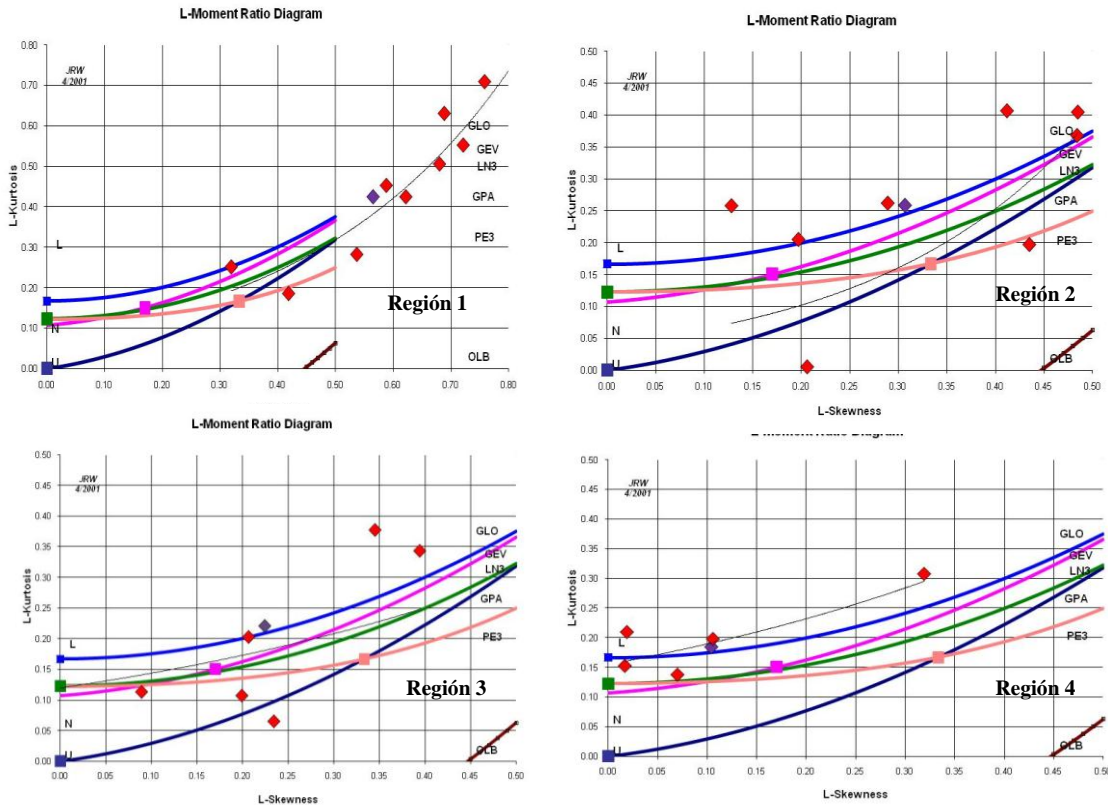 L-Moment Ratio Diagram
0.80
0.70
0.60
0.50
0.40
0.30
0.20
0.10
0.00
L-Kurtosis
JRW
4/2001
GLO
GEV
LN3
GPA
PE3
L
N
U
OLB
Región 1
0.00 0.10 0.20 0.30 0.40 0.50 0.60 0.70 0.80
L-Moment Ratio Diagram
0.50
0.45
0.40
0.35
0.30
0.25
0.20
0.15
0.10
0.05
0.00
L-Kurtosis
JRW
4/2001
GLO
GEV
LN3
GPA
PE3
L
N
U
OLB
Región 2
0.00 0.05 0.10 0.15 0.20 0.25 0.30 0.35 0.40 0.45 0.50
L-Skewness
L-Moment Ratio Diagram
0.50
0.45
0.40
0.35
0.30
0.25
0.20
0.15
0.10
0.05
0.00
L-Kurtosis
JRW
4/2001
GLO
GEV
LN3
GPA
PE3
L
N
U
OLB
Región 3
0.00 0.05 0.10 0.15 0.20 0.25 0.30 0.35 0.40 0.45 0.50
L-Skewness
L-Moment Ratio Diagram
0.50
0.45
0.40
0.35
0.30
0.25
0.20
0.15
0.10
0.05
0.00
L-Kurtosis
JRW
4/2001
GLO
GEV
LN3
GPA
PE3
L
N
U
OLB
Región 4
0.00 0.05 0.10 0.15 0.20 0.25 0.30 0.35 0.40 0.45 0.50
L-Skewness